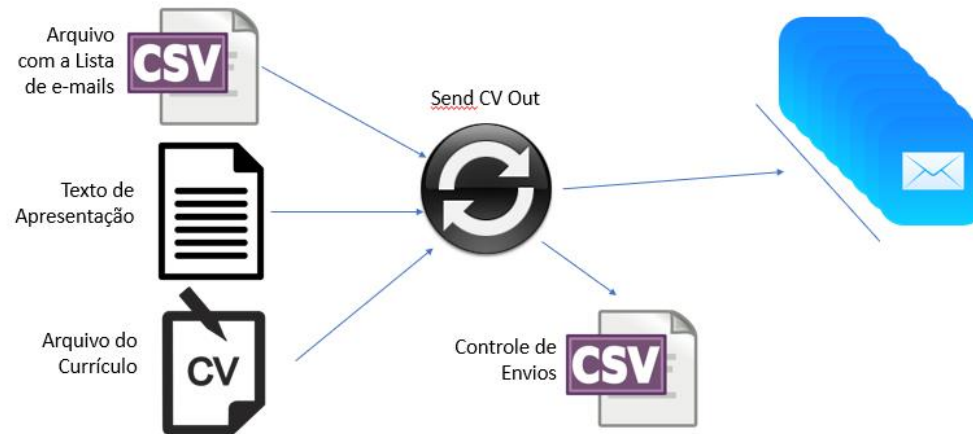 Arquivo
com a Lista
de e-mails
CSV
Send CV Out
Texto de
Apresentação
Arquivo do
Currículo
CV
Controle de
Envios
CSV